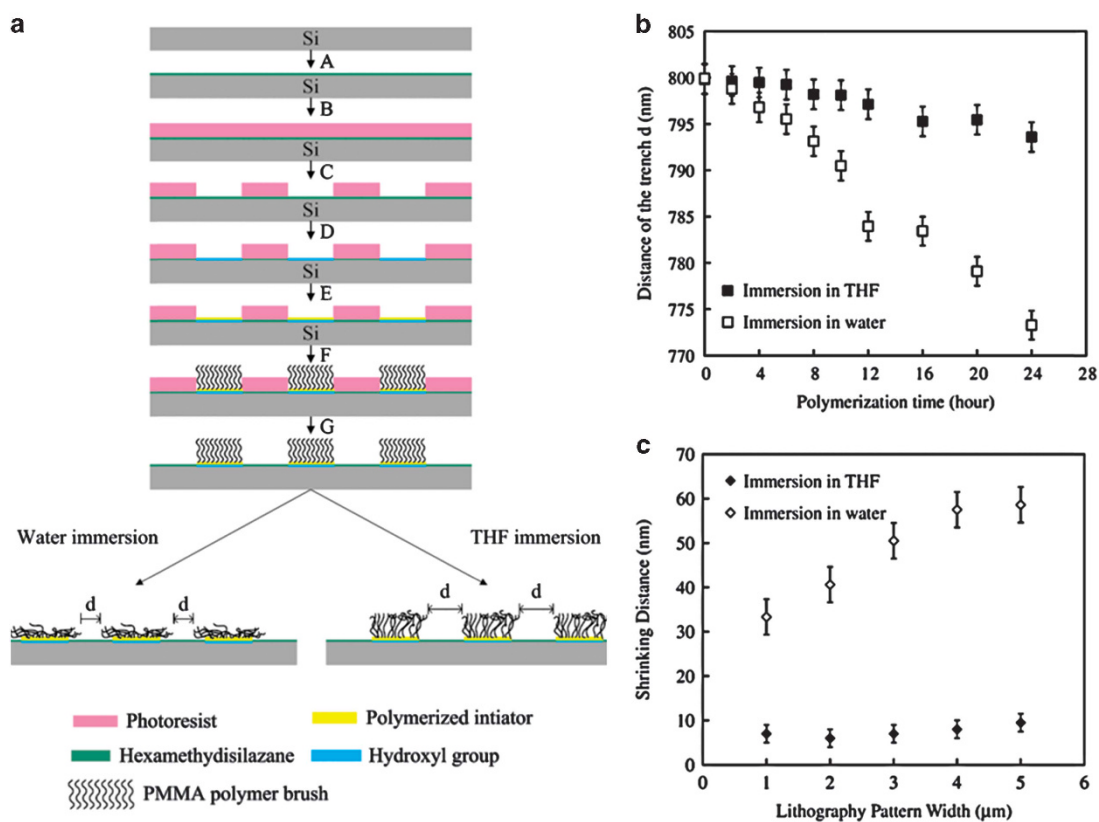 a
Si
A
Si
B
Si
C
Si
D
Si
E
Si
F
G
Water immersion
THF immersion
d
d
d
d
Photoresist
Polymerized intiator
Hexamethydisilazane
Hydroxyl group
PMMA polymer brush
b
805
800
795
790
785
780
775
770
Distance of the trench d (nm)
Immersion in THF
Immersion in water
0
4
8
12
16
20
24
28
Polymerization time (hour)
c
70
60
50
40
30
20
10
0
Shrinking Distance (nm)
Immersion in THF
Immersion in water
0
1
2
3
4
5
6
Lithography Pattern Width (μm)